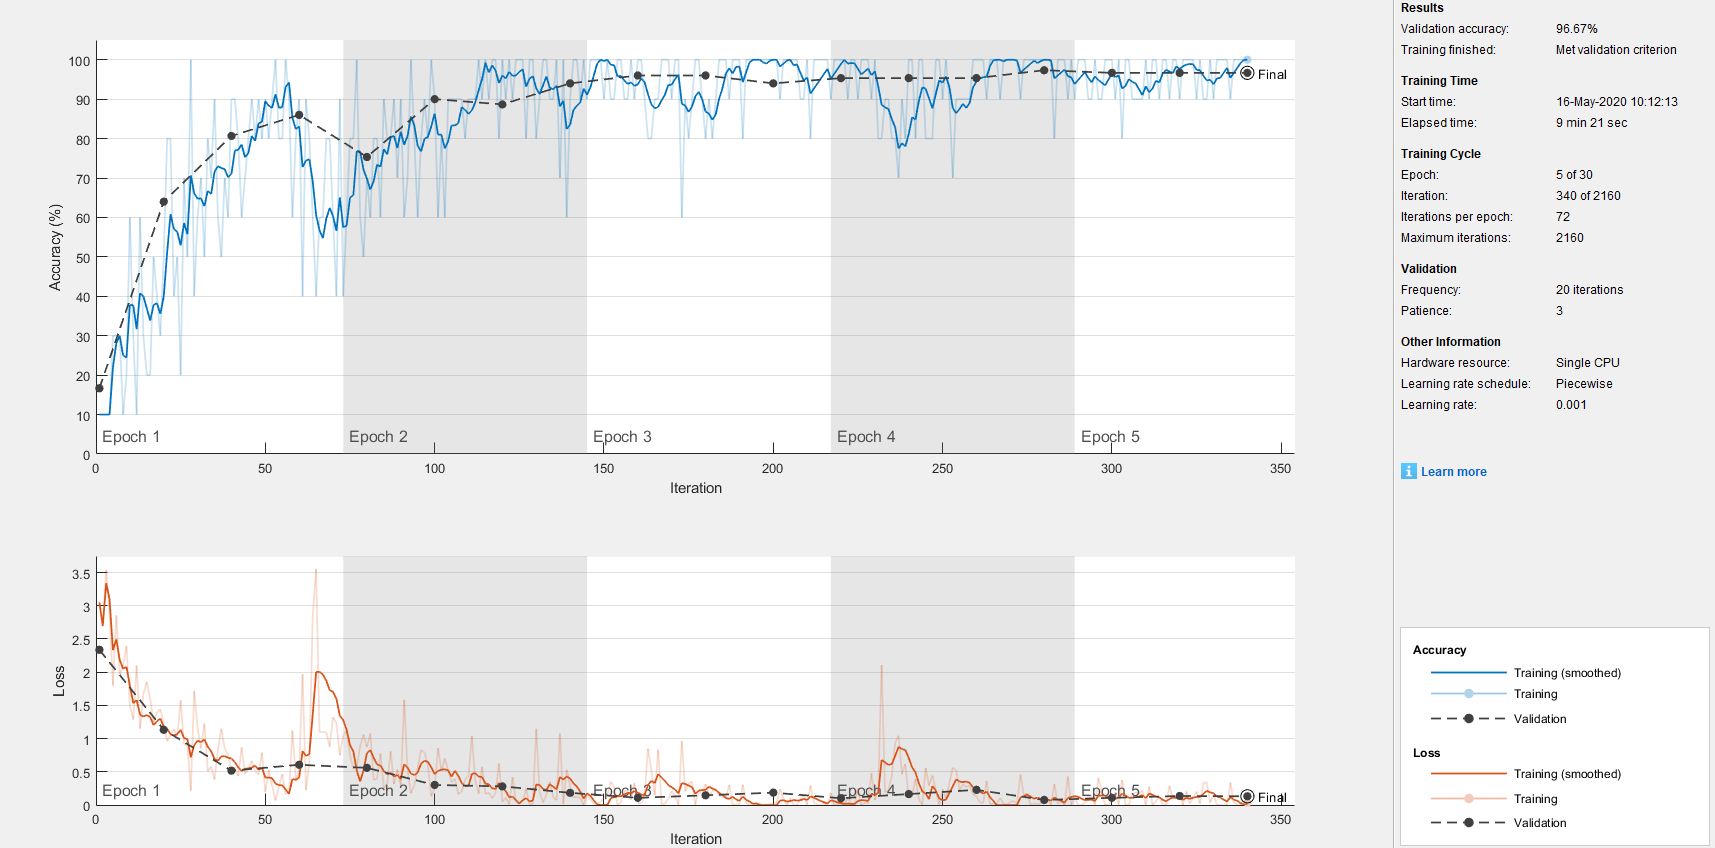 100
90
80
70
60
50
40
30
20
10
0
Accuracy (%)
Final
Epoch 1
Epoch 2
Epoch 3
Epoch 4
Epoch 5
0
50
100
150
200
250
300
350
Iteration
3.5
3
2.5
2
1.5
1
0.5
0
Loss
Final
Epoch 1
Epoch 2
Epoch 3
Epoch 4
Epoch 5
0
50
100
150
200
250
300
350
Iteration
Results
Validation accuracy: 96.67%
Training finished: Met validation criterion
Training Time
Start time: 16-May-2020 10:12:13
Elapsed time: 9 min 21 sec
Training Cycle
Epoch: 5 of 30
Iteration: 340 of 2160
Iterations per epoch: 72
Maximum iterations: 2160
Validation
Frequency: 20 iterations
Patience: 3
Other Information
Hardware resource: Single CPU
Learning rate schedule: Piecewise
Learning rate: 0.001
i Learn more
Accuracy
Training (smoothed)
Training
Validation
Loss
Training (smoothed)
Training
Validation